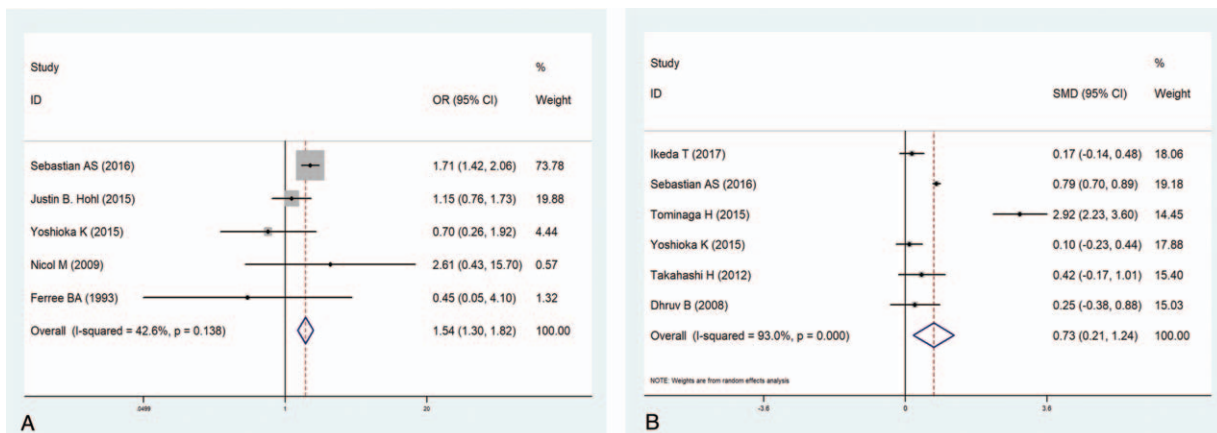 Study %
ID OR (95% CI) Weight
Sebastian AS (2016) 1.71 (1.42, 2.06) 73.78
Justin B. Hohl (2015) 1.15 (0.76, 1.73) 19.88
Yoshioka K (2015) 0.70 (0.26, 1.92) 4.44
Nicol M (2009) 2.61 (0.43, 15.70) 0.57
Ferree BA (1993) 0.45 (0.05, 4.10) 1.32
Overall (I-squared = 42.6%, p = 0.138) 1.54 (1.30, 1.82) 100.00
.0499 1 20
A
Study %
ID SMD (95% CI) Weight
Ikeda T (2017) 0.17 (-0.14, 0.48) 18.06
Sebastian AS (2016) 0.79 (0.70, 0.89) 19.18
Tominaga H (2015) 2.92 (2.23, 3.60) 14.45
Yoshioka K (2015) 0.10 (-0.23, 0.44) 17.88
Takahashi H (2012) 0.42 (-0.17, 1.01) 15.40
Dhruv B (2008) 0.25 (-0.38, 0.88) 15.03
Overall (I-squared = 93.0%, p = 0.000) 0.73 (0.21, 1.24) 100.00
NOTE: Weights are from random effects analysis
-3.6 0 3.6
B